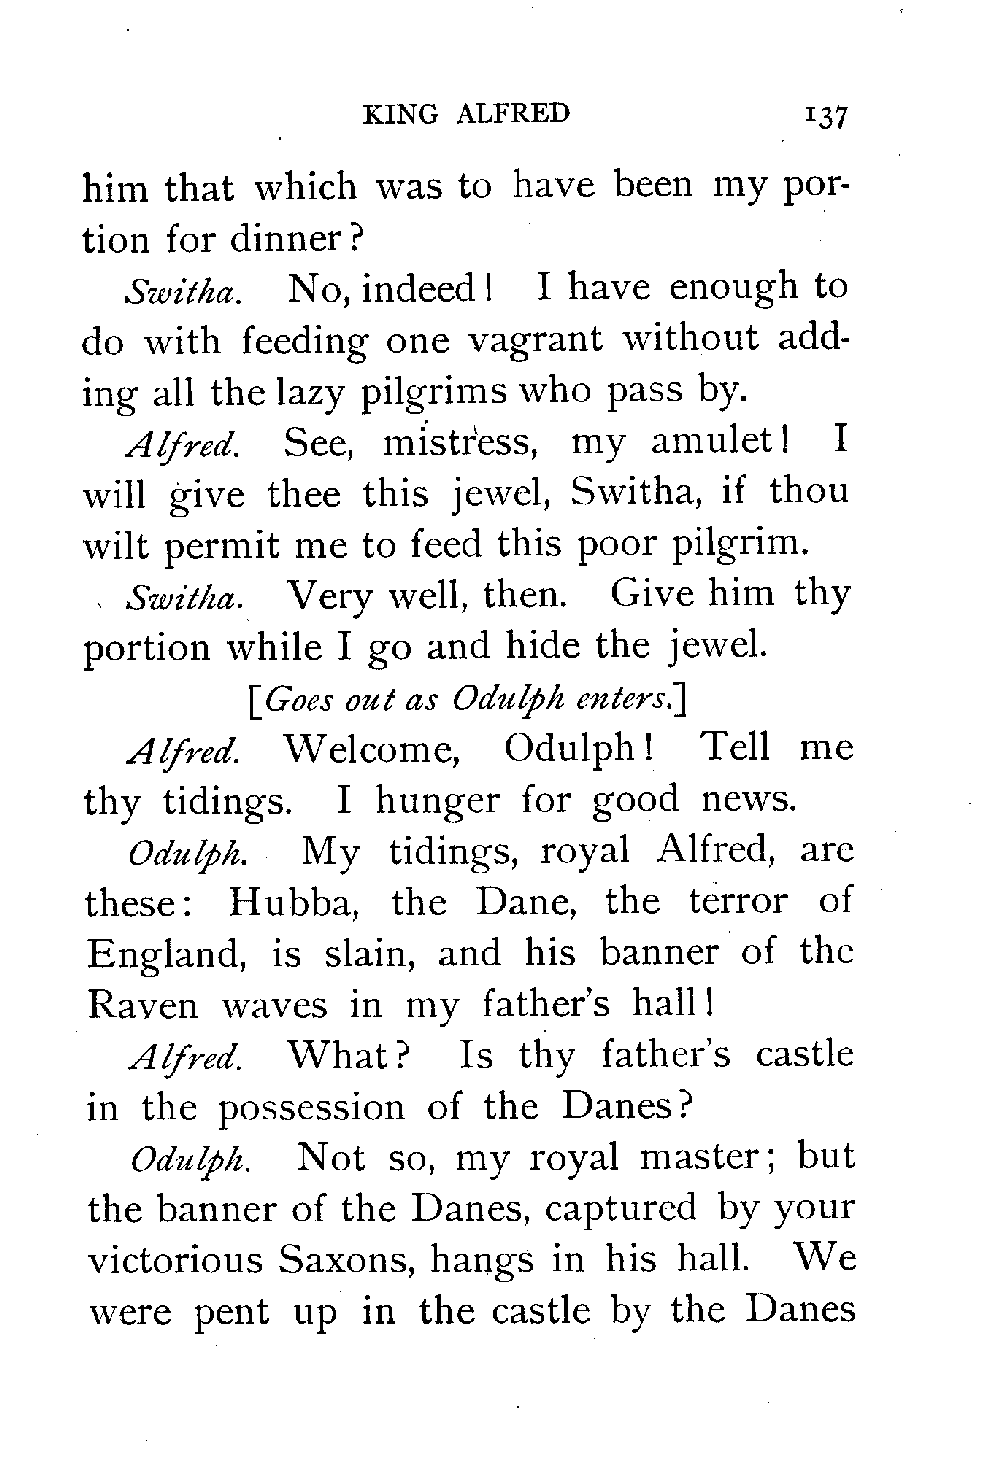 KING ALFRED 137
him that which was to have been my por-
tion for dinner?
Switha. No, indeed! I have enough to
do with feeding one vagrant without add-
ing all the lazy pilgrims who pass by.
Alfred. See, mistress, my amulet! I
will give thee this jewel, Switha, if thou
wilt permit me to feed this poor pilgrim.
Switha. Very well, then. Give him thy
portion while I go and hide the jewel.
[Goes out as Odulph enters.]
Alfred. Welcome, Odulph! Tell me
thy tidings. I hunger for good news.
Odulph. My tidings, royal Alfred, are
these: Hubba, the Dane, the terror of
England, is slain, and his banner of the
Raven waves in my father's hall!
Alfred. What? Is thy father's castle
in the possession of the Danes?
Odulph. Not so, my royal master; but
the banner of the Danes, captured by your
victorious Saxons, hangs in his hall. We
were pent up in the castle by the Danes